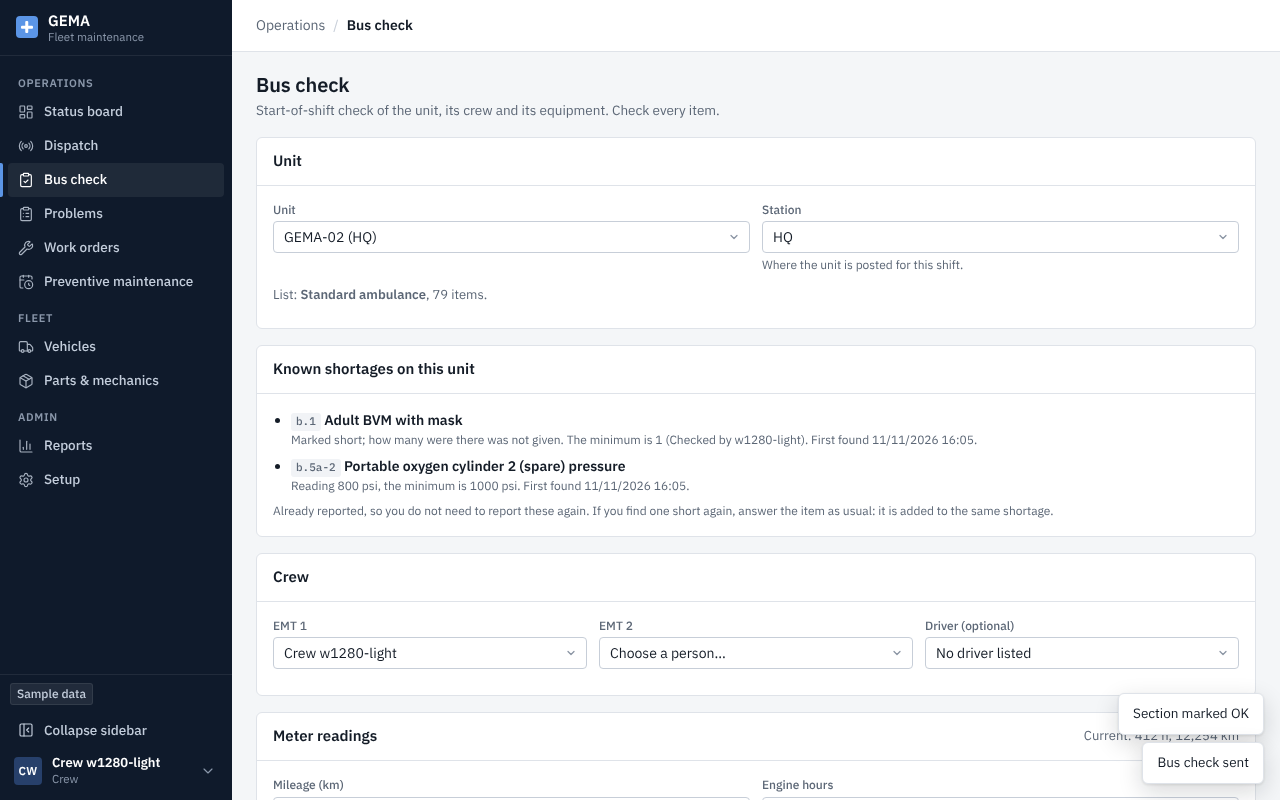 GEMA
Fleet maintenance
OPERATIONS
Status board
Dispatch
Bus check
Problems
Work orders
Preventive maintenance
FLEET
Vehicles
Parts & mechanics
ADMIN
Reports
Setup
Sample data
Collapse sidebar
CW
Crew w1280-light
Crew
Operations / Bus check
Bus check
Start-of-shift check of the unit, its crew and its equipment. Check every item.
Unit
Unit
GEMA-02 (HQ)
Station
HQ
Where the unit is posted for this shift.
List: Standard ambulance, 79 items.
Known shortages on this unit
b.1 Adult BVM with mask
Marked short; how many were there was not given. The minimum is 1 (Checked by w1280-light). First found 11/11/2026 16:05.
b.5a-2 Portable oxygen cylinder 2 (spare) pressure
Reading 800 psi, the minimum is 1000 psi. First found 11/11/2026 16:05.
Already reported, so you do not need to report these again. If you find one short again, answer the item as usual: it is added to the same shortage.
Crew
EMT 1
Crew w1280-light
EMT 2
Choose a person...
Driver (optional)
No driver listed
Section marked OK
Meter readings
Current: 412 h, 12,254 km
Bus check sent
Mileage (km)
Engine hours